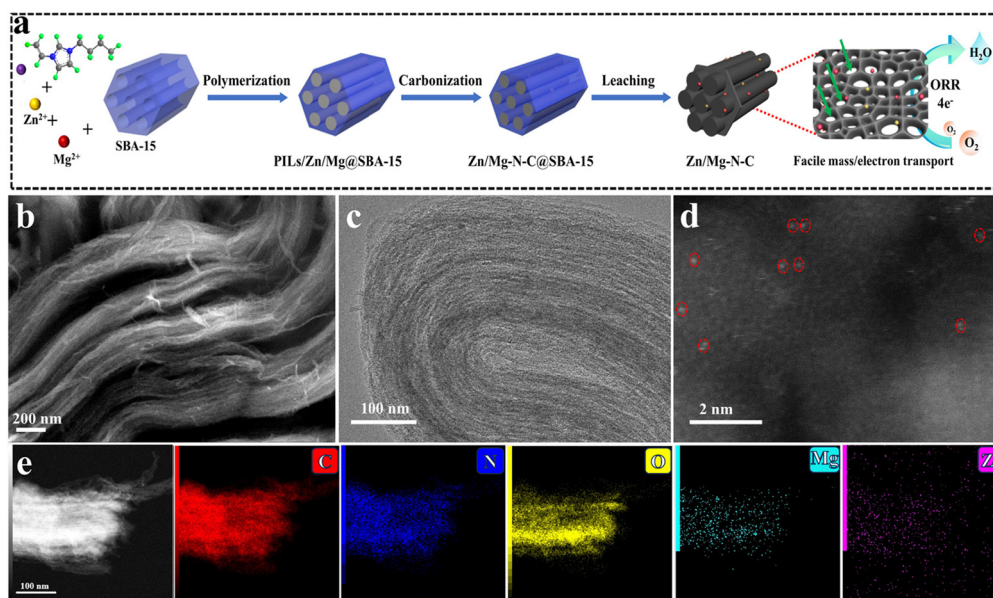 a
Polymerization
Carbonization
Leaching
H₂O
ORR
4e⁻
O₂
O₂
+
Zn²⁺
+
+
Mg²⁺
SBA-15
PILs/Zn/Mg@SBA-15
Zn/Mg-N-C@SBA-15
Zn/Mg-N-C
Facile mass/electron transport
b
200 nm
c
100 nm
d
2 nm
e
100 nm
C
N
O
Mg
Z